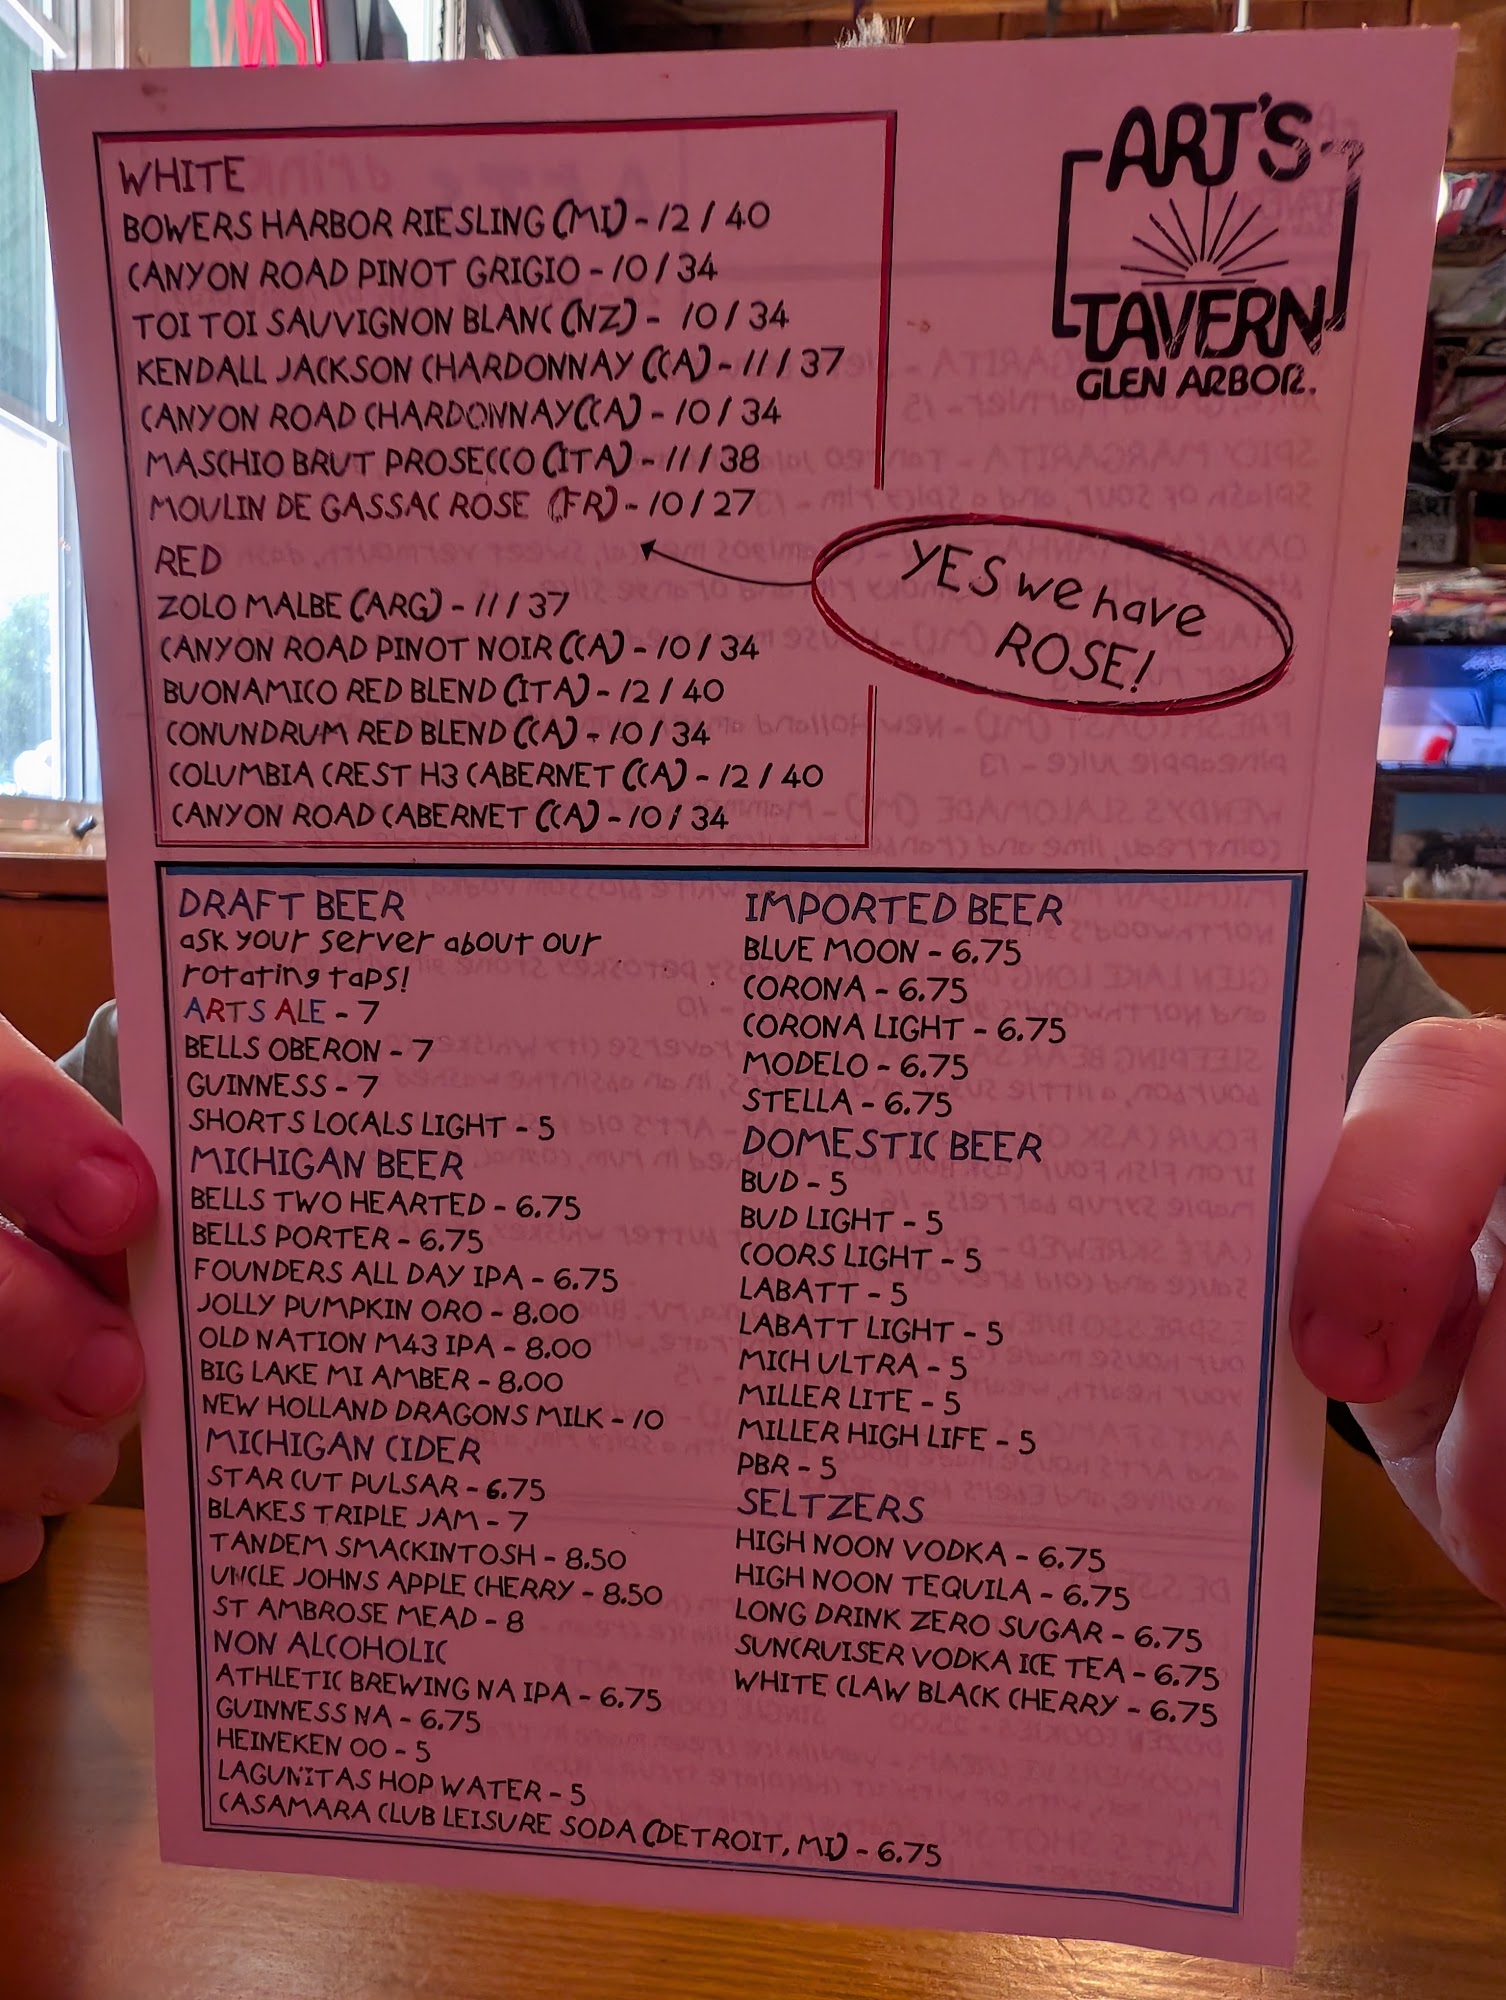 ART'S
TAVERN
GLEN ARBOR.
WHITE
BOWERS HARBOR RIESLING (MI) - 12 / 40
CANYON ROAD PINOT GRIGIO - 10 / 34
TOI TOI SAUVIGNON BLANC (NZ) - 10 / 34
KENDALL JACKSON CHARDONNAY (CA) - 11 / 37
CANYON ROAD CHARDONNAY (CA) - 10 / 34
MASCHIO BRUT PROSECCO (ITA) - 11 / 38
MOULIN DE GASSAC ROSE (FR) - 10 / 27
YES we have
ROSE!
RED
ZOLO MALBE (ARG) - 11 / 37
CANYON ROAD PINOT NOIR (CA) - 10 / 34
BUONAMICO RED BLEND (ITA) - 12 / 40
CONUNDRUM RED BLEND (CA) - 10 / 34
COLUMBIA CREST H3 CABERNET (CA) - 12 / 40
CANYON ROAD CABERNET (CA) - 10 / 34
DRAFT BEER
ask your server about our
rotating taps!
ARTS ALE - 7
BELLS OBERON - 7
GUINNESS - 7
SHORTS LOCALS LIGHT - 5
MICHIGAN BEER
BELLS TWO HEARTED - 6.75
BELLS PORTER - 6.75
FOUNDERS ALL DAY IPA - 6.75
JOLLY PUMPKIN ORO - 8.00
OLD NATION M43 IPA - 8.00
BIG LAKE MI AMBER - 8.00
NEW HOLLAND DRAGONS MILK - 10
MICHIGAN CIDER
STAR CUT PULSAR - 6.75
BLAKES TRIPLE JAM - 7
TANDEM SMACKINTOSH - 8.50
UNCLE JOHNS APPLE CHERRY - 8.50
ST AMBROSE MEAD - 8
NON ALCOHOLIC
ATHLETIC BREWING NA IPA - 6.75
GUINNESS NA - 6.75
HEINEKEN OO - 5
LAGUNITAS HOP WATER - 5
CASAMARA CLUB LEISURE SODA (DETROIT, MI) - 6.75
IMPORTED BEER
BLUE MOON - 6.75
CORONA - 6.75
CORONA LIGHT - 6.75
MODELO - 6.75
STELLA - 6.75
DOMESTIC BEER
BUD - 5
BUD LIGHT - 5
COORS LIGHT - 5
LABATT - 5
LABATT LIGHT - 5
MICH ULTRA - 5
MILLER LITE - 5
MILLER HIGH LIFE - 5
PBR - 5
SELTZERS
HIGH NOON VODKA - 6.75
HIGH NOON TEQUILA - 6.75
LONG DRINK ZERO SUGAR - 6.75
SUNCRUISER VODKA ICE TEA - 6.75
WHITE CLAW BLACK CHERRY - 6.75